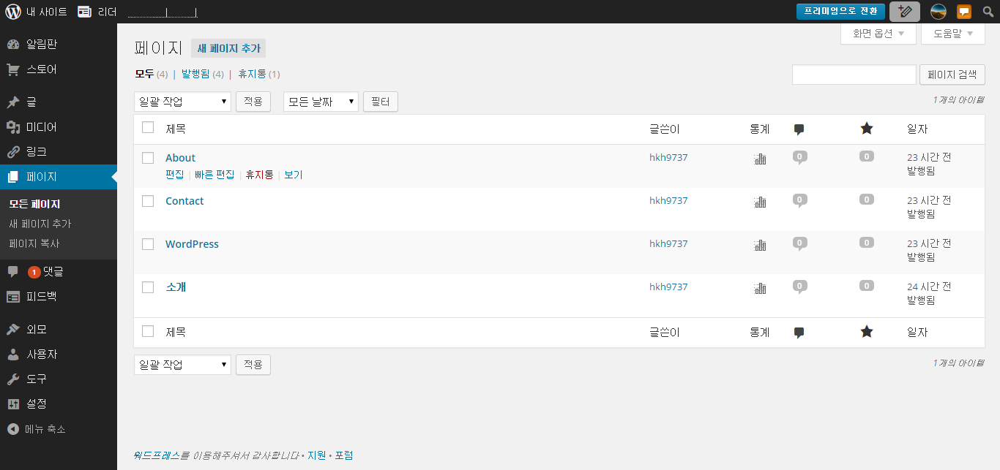 내 사이트 리더 프리미엄으로 전환
알림판
스토어
글
미디어
링크
페이지
모든 페이지
새 페이지 추가
페이지 복사
1 댓글
피드백
외모
사용자
도구
설정
메뉴 축소
화면 옵션 도움말
페이지 새 페이지 추가
모두 (4) | 발행됨 (4) | 휴지통 (1)
페이지 검색
일괄 작업 적용 모든 날짜 필터
1개의 아이템
제목 글쓴이 통계 일자
About hkh9737 0 0 23 시간 전
발행됨
편집 | 빠른 편집 | 휴지통 | 보기
Contact hkh9737 0 0 23 시간 전
발행됨
WordPress hkh9737 0 0 23 시간 전
발행됨
소개 hkh9737 0 0 24 시간 전
발행됨
제목 글쓴이 통계 일자
일괄 작업 적용
1개의 아이템
워드프레스를 이용해주셔서 감사합니다 • 지원 • 포럼